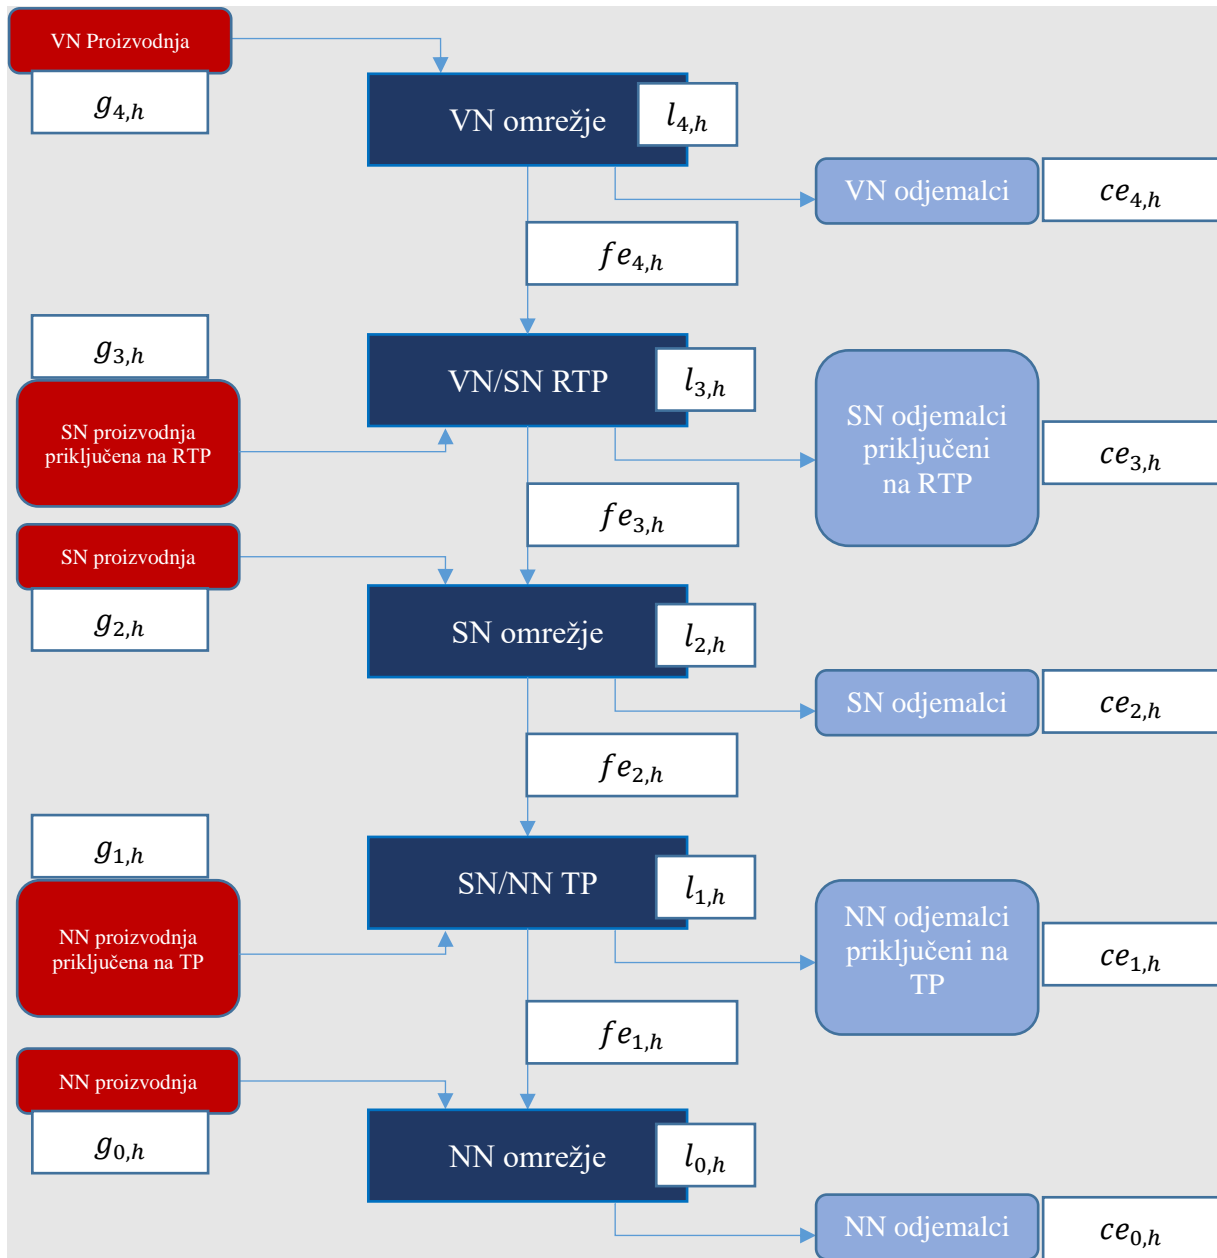 VN Proizvodnja
g4,h
VN omrežje
l4,h
VN odjemalci
ce4,h
fe4,h
g3,h
VN/SN RTP
l3,h
SN proizvodnja
priključena na RTP
SN odjemalci
priključeni
na RTP
ce3,h
fe3,h
SN proizvodnja
g2,h
SN omrežje
l2,h
SN odjemalci
ce2,h
fe2,h
g1,h
SN/NN TP
l1,h
NN proizvodnja
priključena na TP
NN odjemalci
priključeni na
TP
ce1,h
fe1,h
NN proizvodnja
g0,h
NN omrežje
l0,h
NN odjemalci
ce0,h